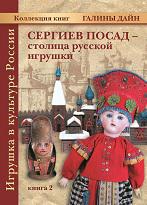 Коллекция книг ГАЛИНЫ ДАЙН
СЕРГИЕВ ПОСАД –
столица русской
игрушки
Игрушка в культуре России
книга 2